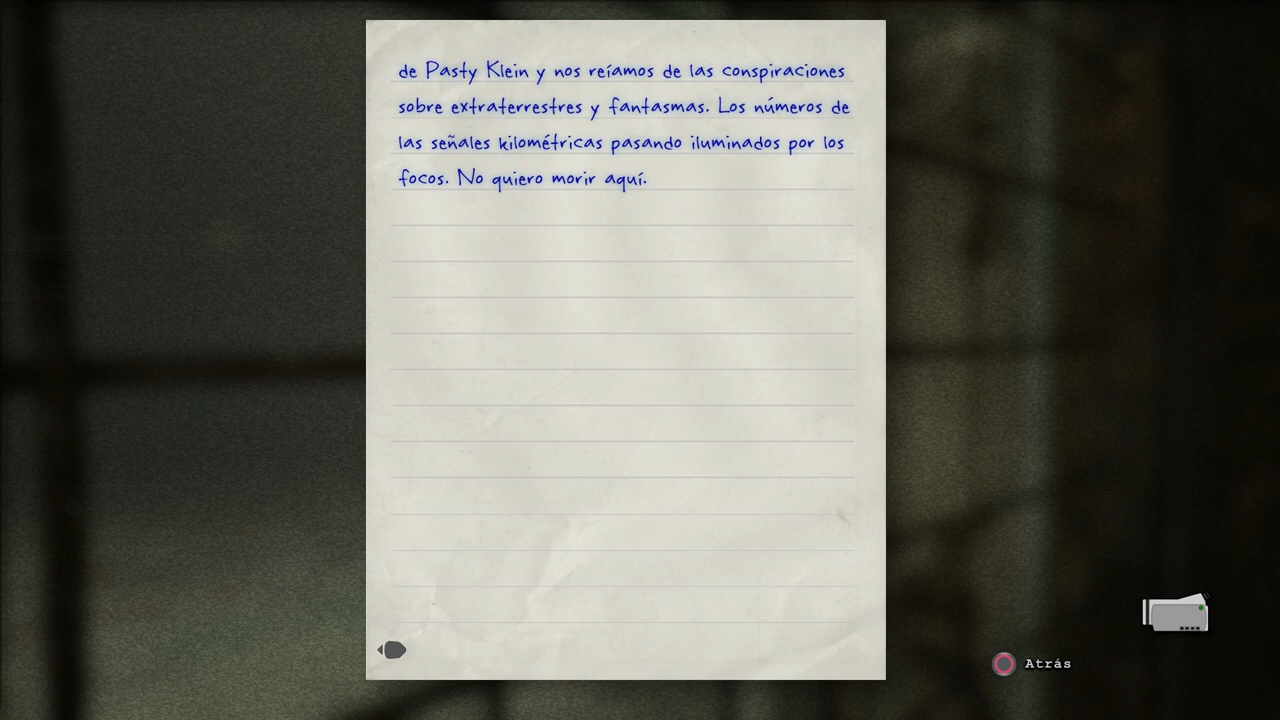 de Pasty Klein y nos reíamos de las conspiraciones
sobre extraterrestres y fantasmas. Los números de
las señales kilométricas pasando iluminados por los
focos. No quiero morir aquí.
Atrás